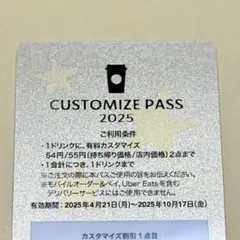 CUSTOMIZE PASS
2025
ご利用条件
・1ドリンクに、有料カスタマイズ
54円/55円(持ち帰り価格/店内価格)2点まで
・1会計につき、1ドリンクまで
※ご注文の際に本パスご使用の旨をお伝えください。
※モバイルオーダー&ペイ、Uber Eatsを含む
デリバリーサービスにはご使用できません。
有効期間:2025年4月21日(月)〜2025年10月17日(金)
カスタマイズ割引1点目